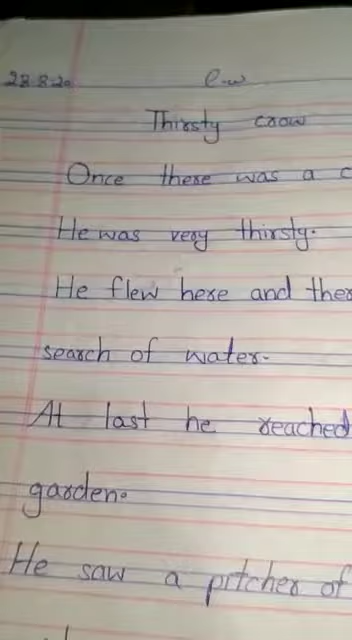 28.8.20 C.W
Thirsty crow
Once there was a c
He was very thirsty.
He flew here and ther
search of water.
At last he reached
garden.
He saw a pitcher of